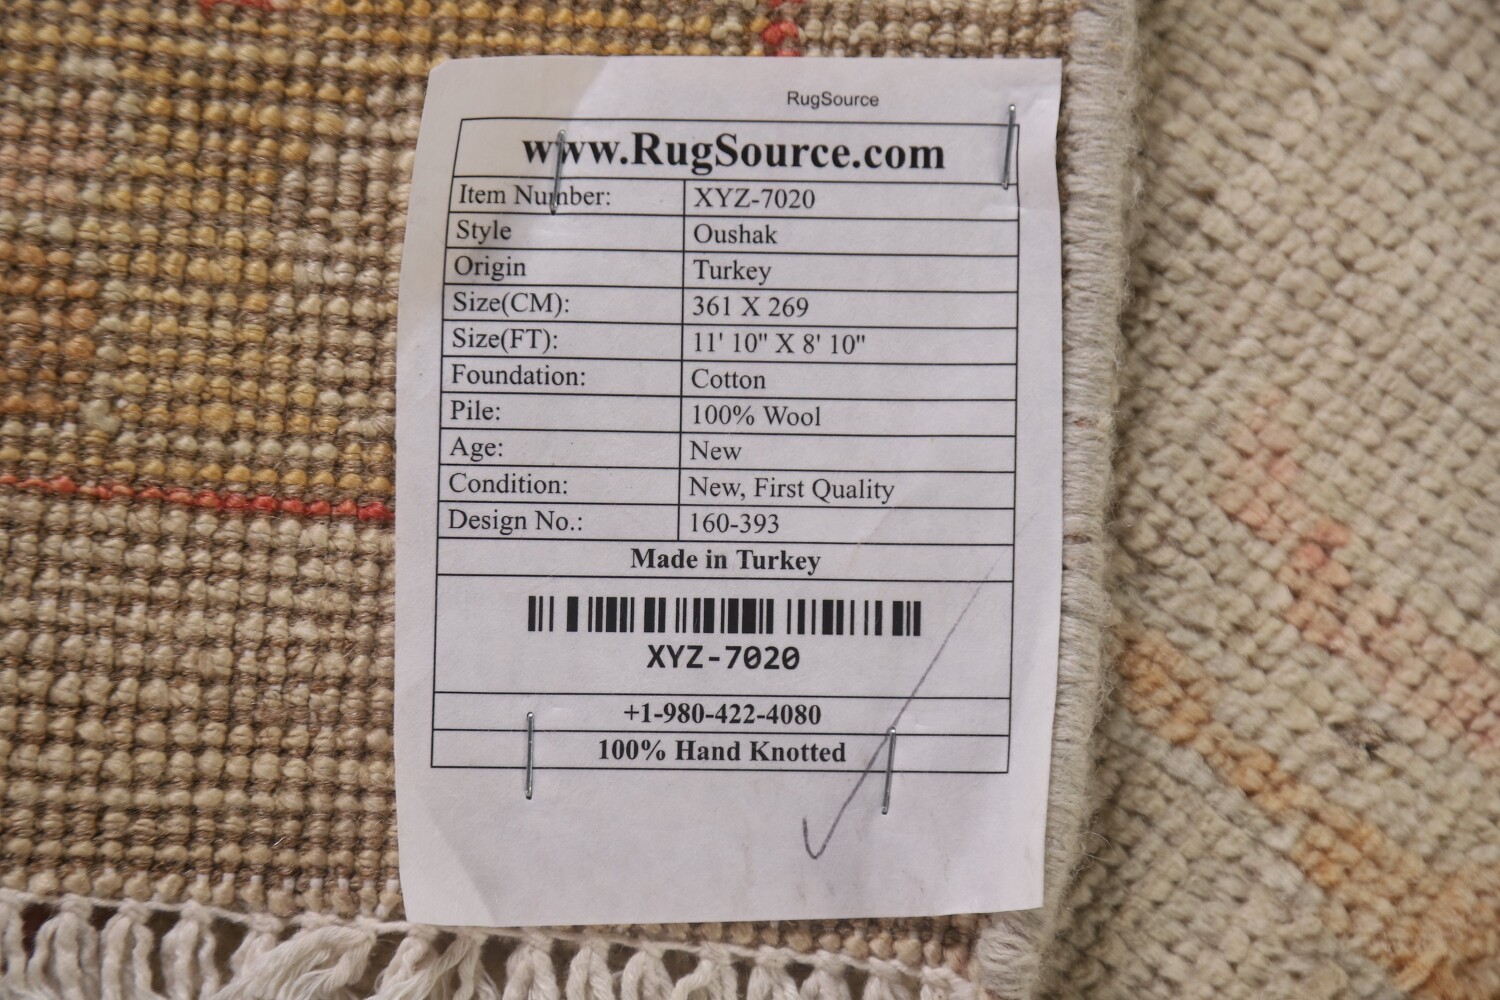 RugSource
www.RugSource.com
Item Number: XYZ-7020
Style Oushak
Origin Turkey
Size(CM): 361 X 269
Size(FT): 11' 10" X 8' 10"
Foundation: Cotton
Pile: 100% Wool
Age: New
Condition: New, First Quality
Design No.: 160-393
Made in Turkey
XYZ-7020
+1-980-422-4080
100% Hand Knotted